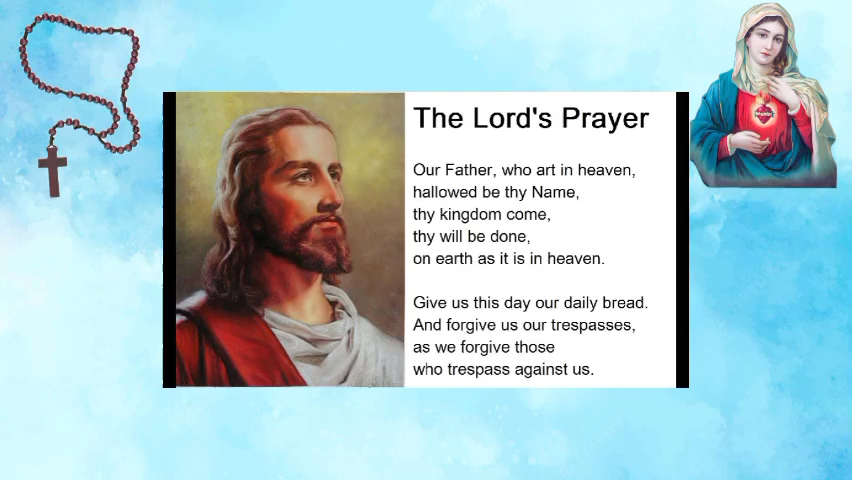 The Lord's Prayer
Our Father, who art in heaven,
hallowed be thy Name,
thy kingdom come,
thy will be done,
on earth as it is in heaven.
Give us this day our daily bread.
And forgive us our trespasses,
as we forgive those
who trespass against us.